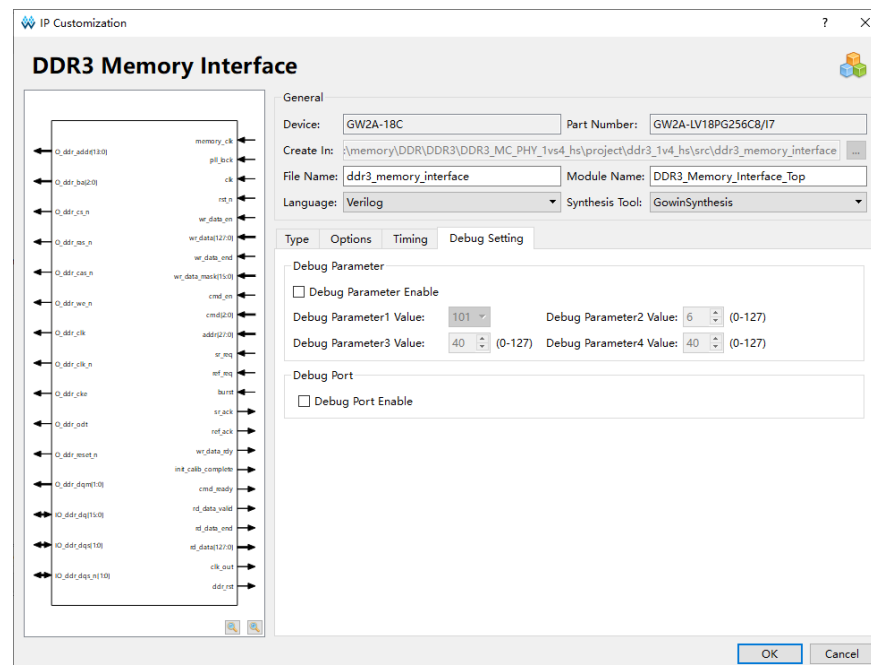 IP Customization ? ×
DDR3 Memory Interface
O_ddr_addr(13:0)
O_ddr_ba(2:0)
O_ddr_cs_n
O_ddr_ras_n
O_ddr_cas_n
O_ddr_we_n
O_ddr_clk
O_ddr_clk_n
O_ddr_cke
O_ddr_odt
O_ddr_reset_n
O_ddr_dqm(1:0)
IO_ddr_dq(15:0)
IO_ddr_dqs(1:0)
IO_ddr_dqs_n(1:0)
memory_clk
pll_lock
clk
rst_n
wr_data_en
wr_data(127:0)
wr_data_end
wr_data_mask(15:0)
cmd_en
cmd(2:0)
addr(27:0)
sr_req
ref_req
burst
sr_ack
ref_ack
wr_data_rdy
init_calib_complete
cmd_ready
rd_data_valid
rd_data_end
rd_data(127:0)
clk_out
ddr_rst
General
Device: GW2A-18C Part Number: GW2A-LV18PG256C8/I7
Create In: :\memory\DDR\DDR3\DDR3_MC_PHY_1vs4_hs\project\ddr3_1v4_hs\src\ddr3_memory_interface ...
File Name: ddr3_memory_interface Module Name: DDR3_Memory_Interface_Top
Language: Verilog Synthesis Tool: GowinSynthesis
Type Options Timing Debug Setting
Debug Parameter
Debug Parameter Enable
Debug Parameter1 Value: 101 Debug Parameter2 Value: 6 (0-127)
Debug Parameter3 Value: 40 (0-127) Debug Parameter4 Value: 40 (0-127)
Debug Port
Debug Port Enable
OK Cancel